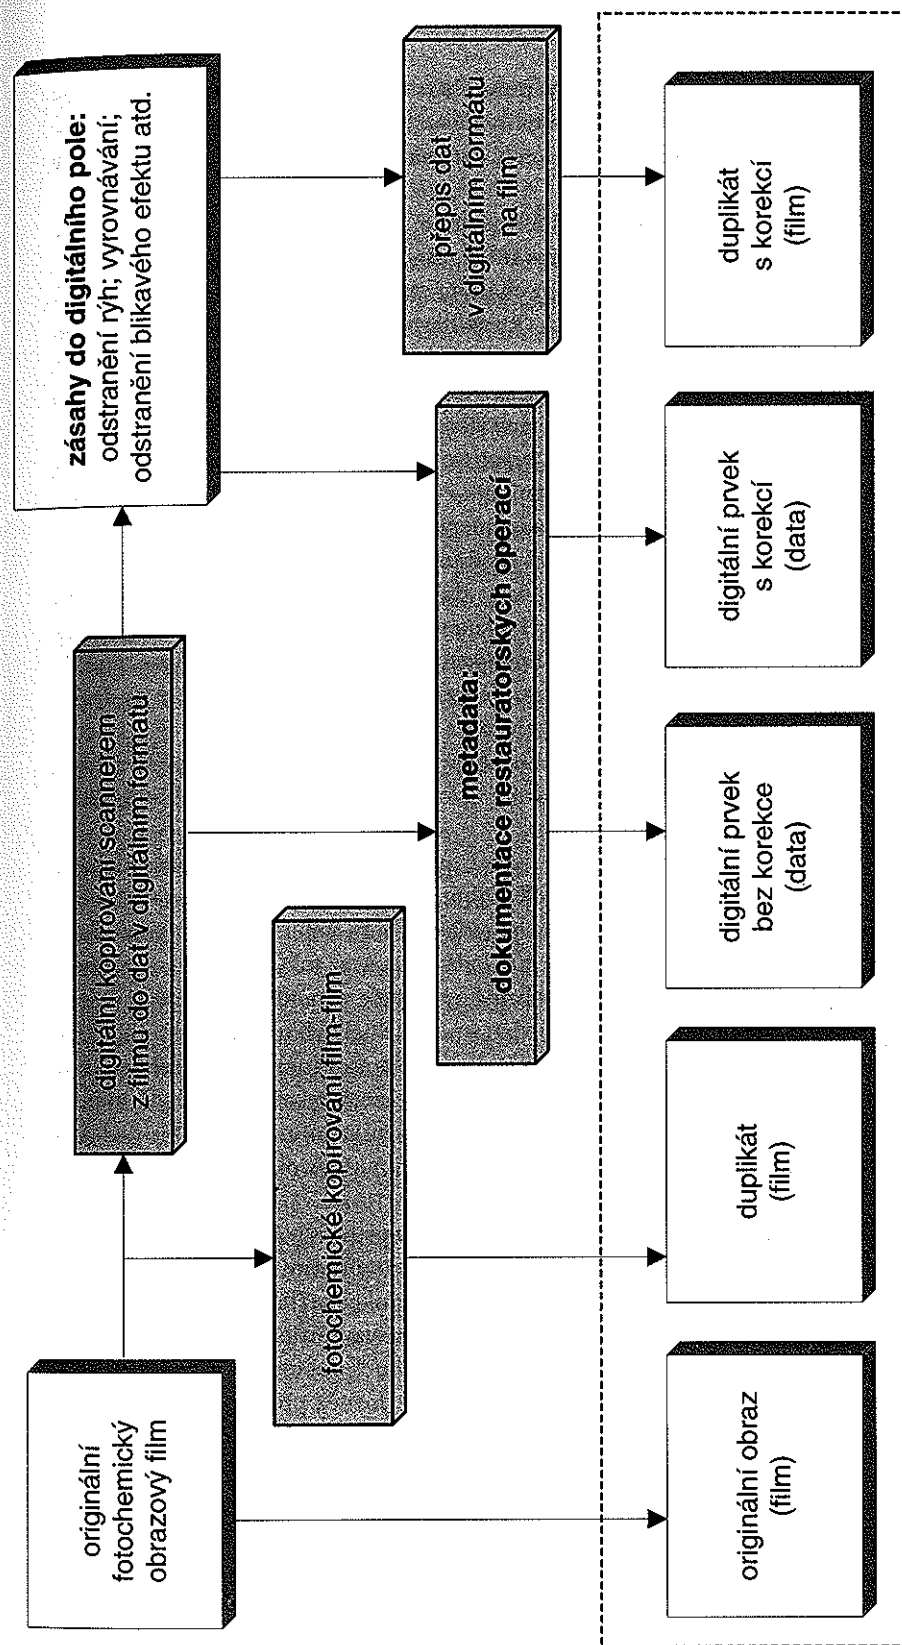 originální
fotochemický
obrazový film
digitální kopírování scannerem
z filmu do dat v digitálním formátu
zásahy do digitálního pole:
odstranění rýh; vyrovnávání;
odstranění blikavého efektu atd.
fotochemické kopírování film-film
metadata:
dokumentace restaurátorských operací
přepis dat
v digitálním formátu
na film
originální obraz
(film)
duplikát
(film)
digitální prvek
bez korekce
(data)
digitální prvek
s korekcí
(data)
duplikát
s korekcí
(film)